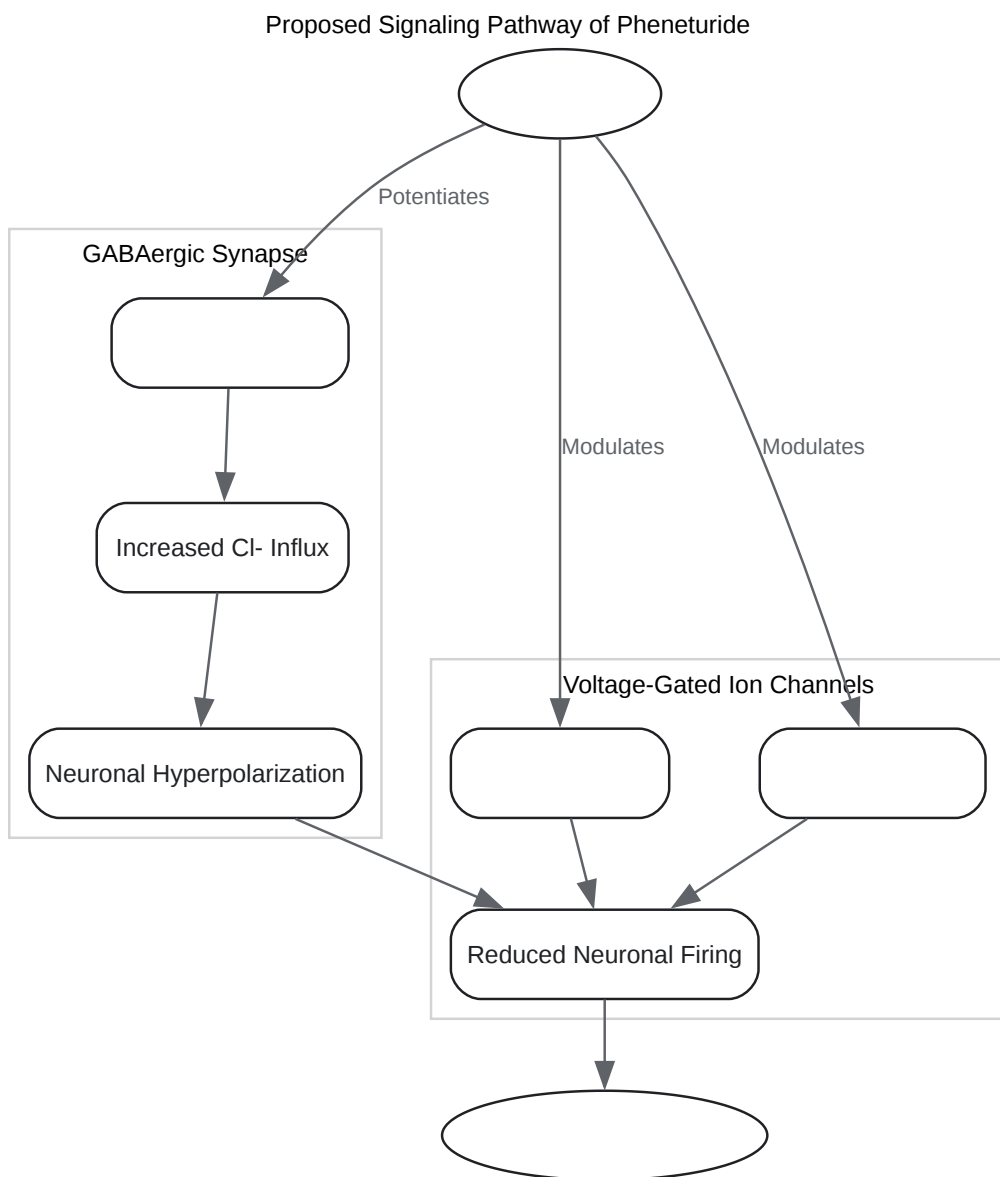 Proposed Signaling Pathway of Pheneturide
Potentiates
GABAergic Synapse
Modulates
Modulates
Increased Cl- Influx
Voltage-Gated Ion Channels
Neuronal Hyperpolarization
Reduced Neuronal Firing